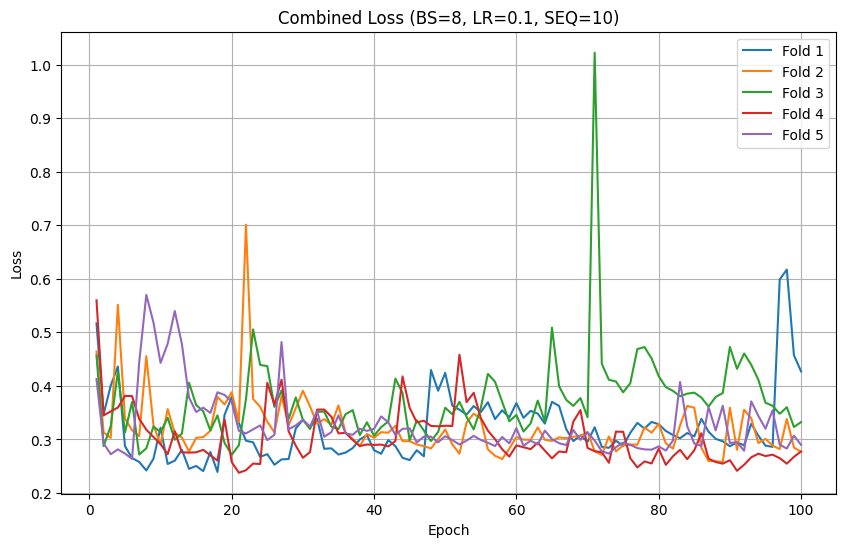 Combined Loss (BS=8, LR=0.1, SEQ=10)
Fold 1
Fold 2
Fold 3
Fold 4
Fold 5
Loss
1.0
0.9
0.8
0.7
0.6
0.5
0.4
0.3
0.2
0 20 40 60 80 100
Epoch